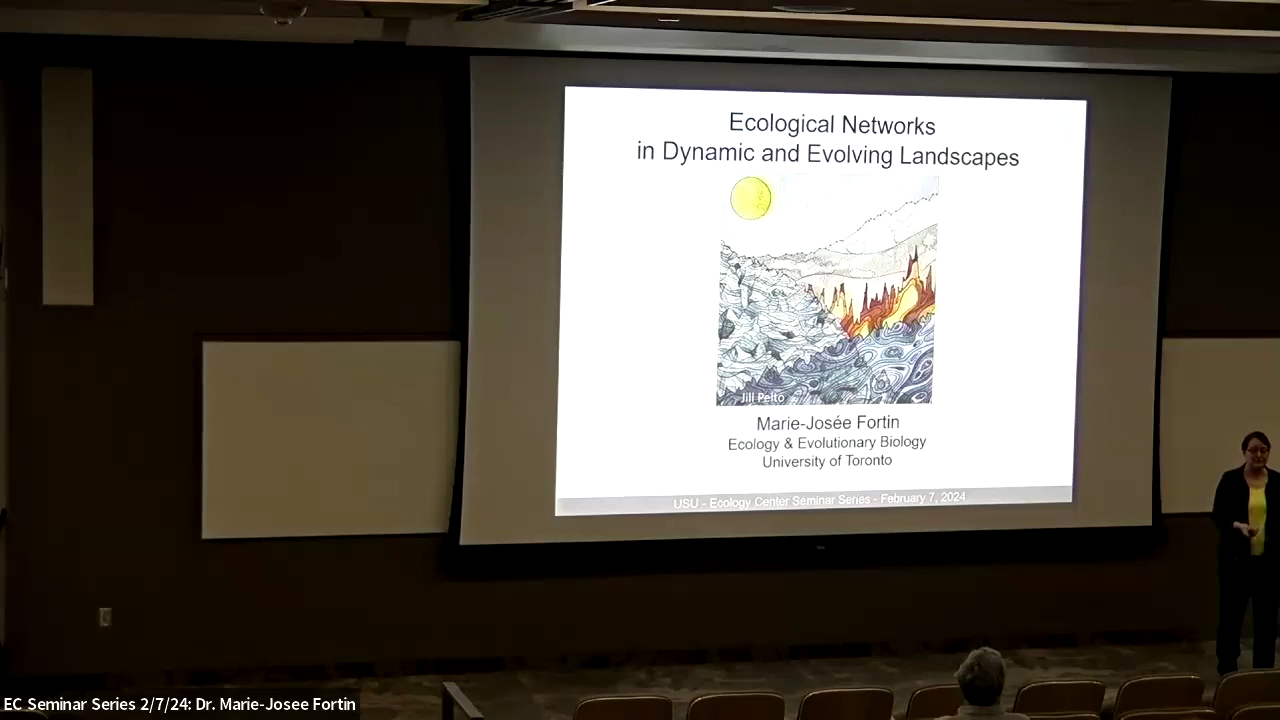 Ecological Networks
in Dynamic and Evolving Landscapes
Jill Pelto
Marie-Josée Fortin
Ecology & Evolutionary Biology
University of Toronto
USU - Ecology Center Seminar Series - February 7, 2024
EC Seminar Series 2/7/24: Dr. Marie-Josee Fortin